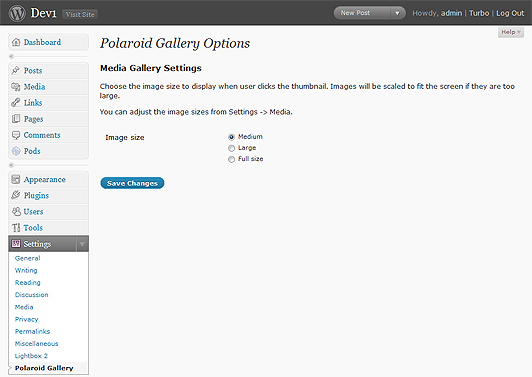 Dev1 Visit Site New Post Howdy, admin | Turbo | Log Out
Help
Dashboard
Posts
Media
Links
Pages
Comments
Pods
Appearance
Plugins
Users
Tools
Settings
General
Writing
Reading
Discussion
Media
Privacy
Permalinks
Miscellaneous
Lightbox 2
Polaroid Gallery
Polaroid Gallery Options
Media Gallery Settings
Choose the image size to display when user clicks the thumbnail. Images will be scaled to fit the screen if they are too
large.
You can adjust the image sizes from Settings -> Media.
Image size Medium
Large
Full size
Save Changes